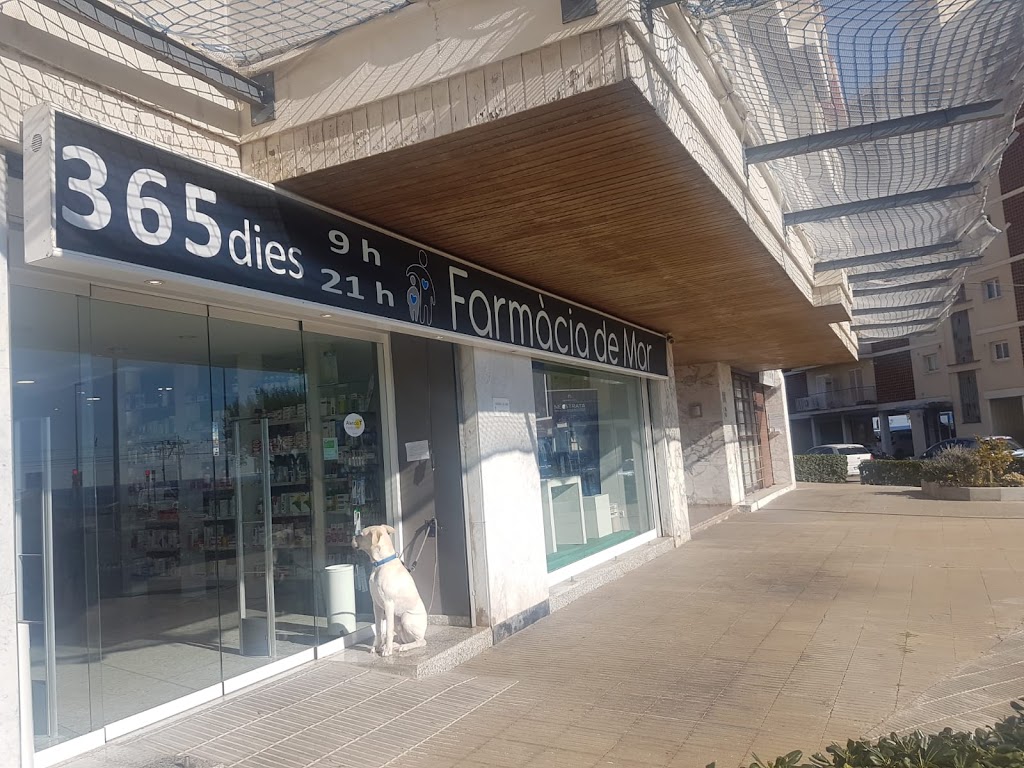 365 dies
9 h
21 h
Farmàcia de Mar